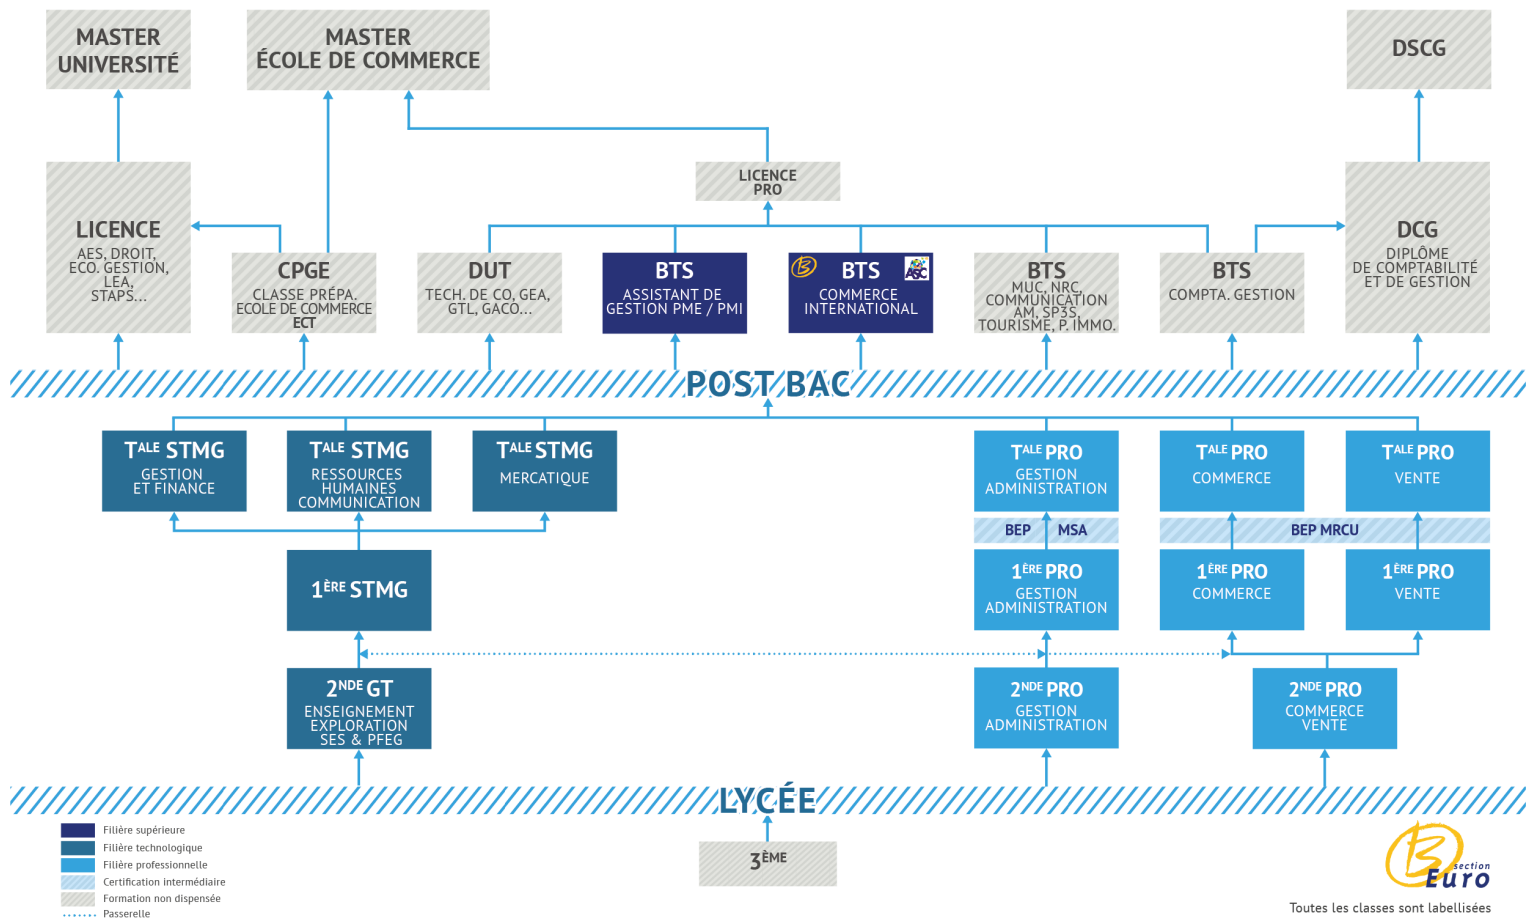 MASTER
UNIVERSITÉ
MASTER
ÉCOLE DE COMMERCE
DSCG
LICENCE
PRO
LICENCE
AES, DROIT,
ECO. GESTION,
LEA,
STAPS...
CPGE
CLASSE PRÉPA.
ECOLE DE COMMERCE
ECT
DUT
TECH. DE CO, GEA,
GTL, GACO...
BTS
ASSISTANT DE
GESTION PME / PMI
BTS
ASC
COMMERCE
INTERNATIONAL
BTS
MUC, NRC,
COMMUNICATION
AM, SP3S,
TOURISME, P. IMMO.
BTS
COMPTA. GESTION
DCG
DIPLÔME
DE COMPTABILITÉ
ET DE GESTION
POST BAC
TALE STMG
GESTION
ET FINANCE
TALE STMG
RESSOURCES
HUMAINES
COMMUNICATION
TALE STMG
MERCATIQUE
TALE PRO
GESTION
ADMINISTRATION
TALE PRO
COMMERCE
TALE PRO
VENTE
BEP MSA
BEP MRCU
1ÈRE STMG
1ÈRE PRO
GESTION
ADMINISTRATION
1ÈRE PRO
COMMERCE
1ÈRE PRO
VENTE
2NDE GT
ENSEIGNEMENT
EXPLORATION
SES & PFEG
2NDE PRO
GESTION
ADMINISTRATION
2NDE PRO
COMMERCE
VENTE
LYCÉE
3ÈME
Filière supérieure
Filière technologique
Filière professionnelle
Certification intermédiaire
Formation non dispensée
Passerelle
B
section
Euro
Toutes les classes sont labellisées